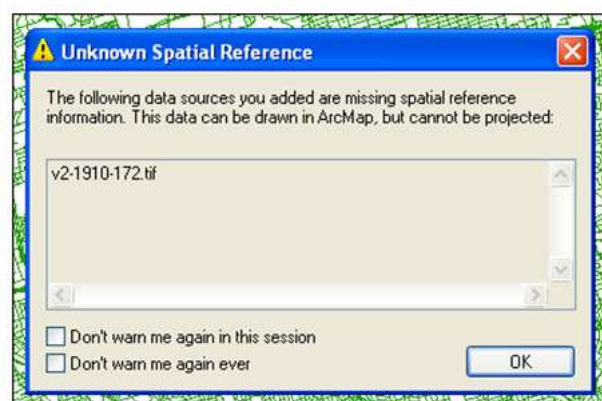 Unknown Spatial Reference
The following data sources you added are missing spatial reference
information. This data can be drawn in ArcMap, but cannot be projected:
v2-1910-172.tif
Don't warn me again in this session
Don't warn me again ever
OK